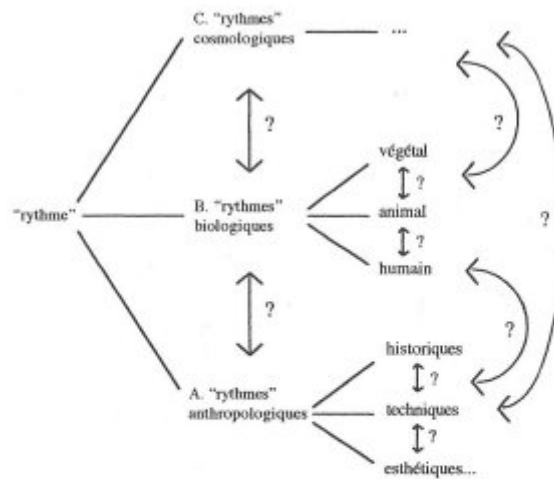 C. "rythmes"
cosmologiques
...
?
?
végétal
?
"rythme"
B. "rythmes"
biologiques
animal
?
?
humain
?
?
historiques
?
A. "rythmes"
anthropologiques
techniques
?
esthétiques...